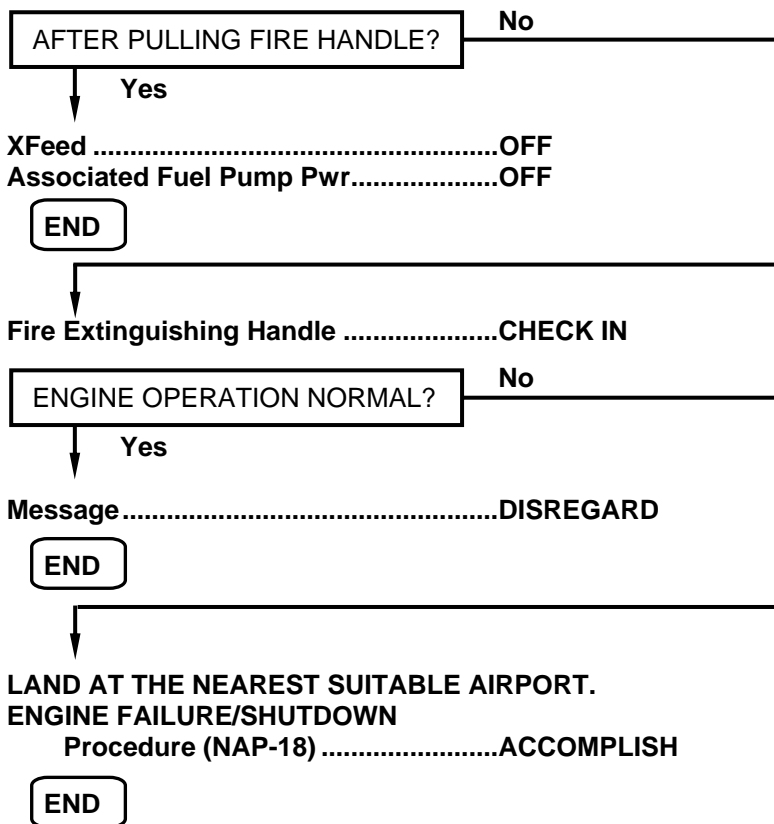 AFTER PULLING FIRE HANDLE?
No
Yes
XFeed ......................................................OFF
Associated Fuel Pump Pwr....................OFF
END
Fire Extinguishing Handle .....................CHECK IN
ENGINE OPERATION NORMAL?
No
Yes
Message...................................................DISREGARD
END
LAND AT THE NEAREST SUITABLE AIRPORT.
ENGINE FAILURE/SHUTDOWN
Procedure (NAP-18) ........................ACCOMPLISH
END